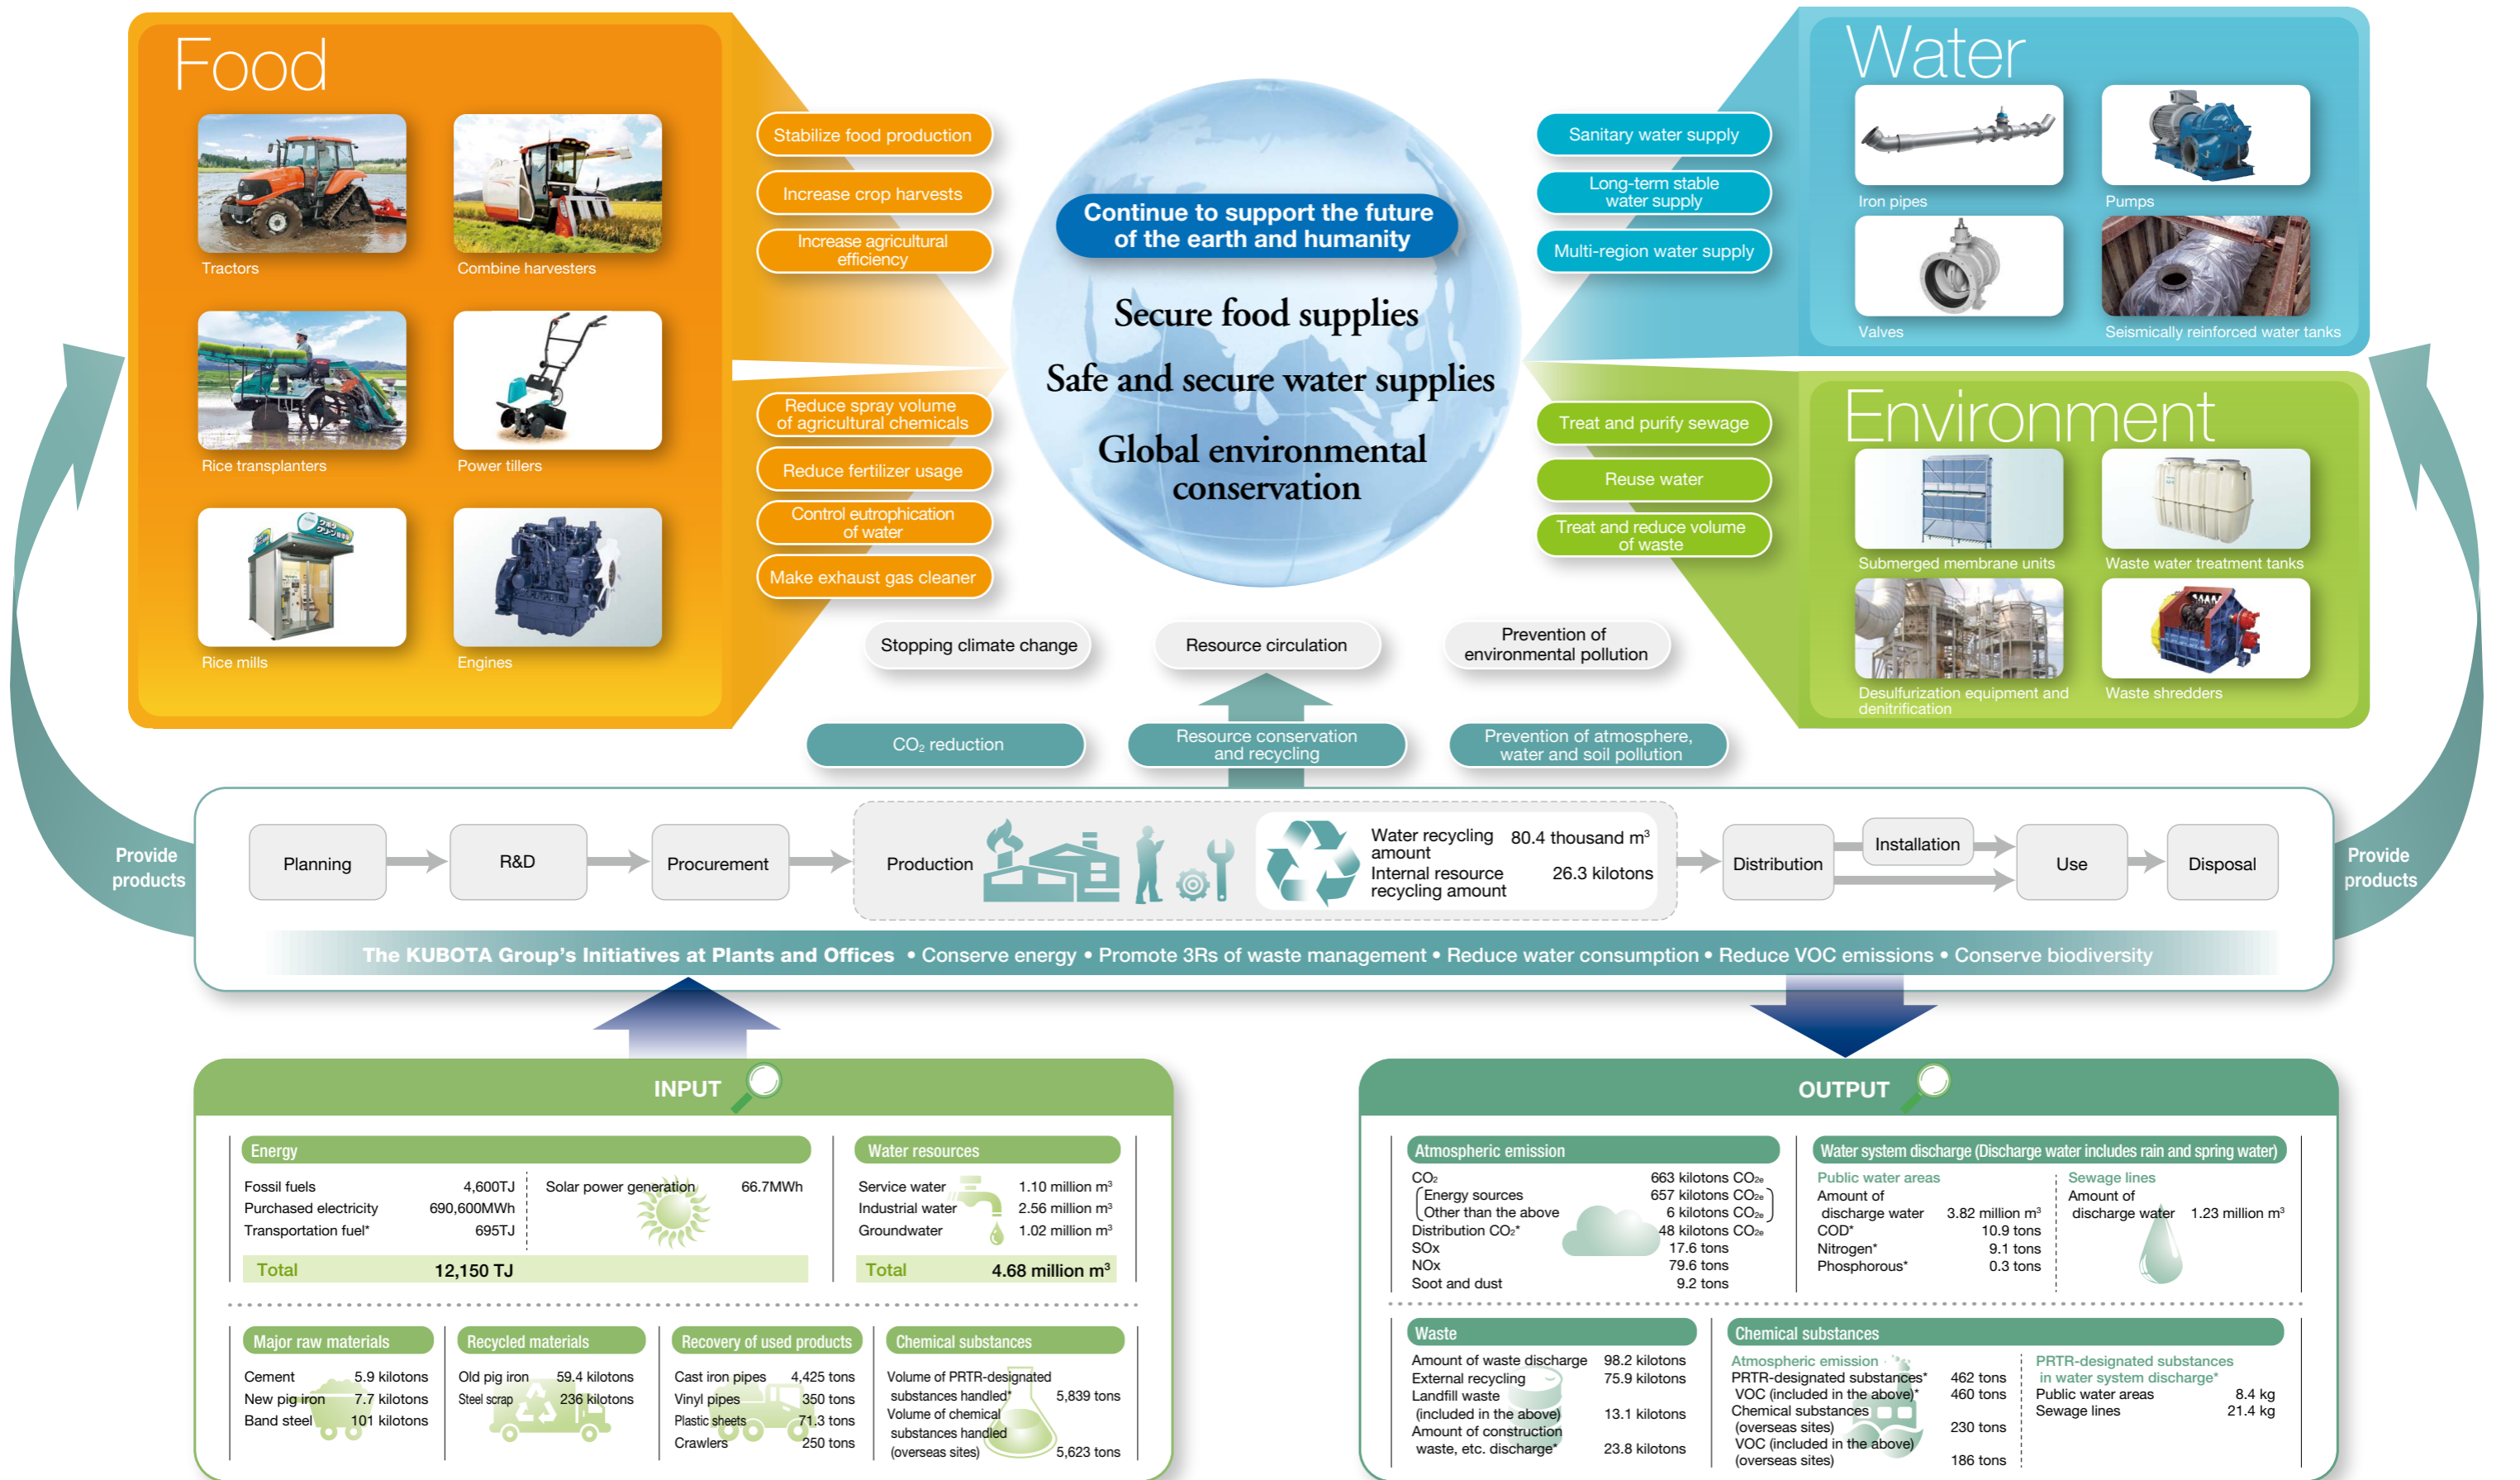 Food
Tractors
Combine harvesters
Rice transplanters
Power tillers
Rice mills
Engines
Stabilize food production
Increase crop harvests
Increase agricultural
efficiency
Reduce spray volume
of agricultural chemicals
Reduce fertilizer usage
Control eutrophication
of water
Make exhaust gas cleaner
Continue to support the future
of the earth and humanity
Secure food supplies
Safe and secure water supplies
Global environmental
conservation
Sanitary water supply
Long-term stable
water supply
Multi-region water supply
Treat and purify sewage
Reuse water
Treat and reduce volume
of waste
Water
Iron pipes
Pumps
Valves
Seismically reinforced water tanks
Environment
Submerged membrane units
Waste water treatment tanks
Desulfurization equipment and
denitrification
Waste shredders
Stopping climate change
Resource circulation
Prevention of
environmental pollution
CO₂ reduction
Resource conservation
and recycling
Prevention of atmosphere,
water and soil pollution
Provide
products
Planning
R&D
Procurement
Production
Water recycling 80.4 thousand m³
amount
Internal resource 26.3 kilotons
recycling amount
Distribution
Installation
Use
Disposal
Provide
products
The KUBOTA Group's Initiatives at Plants and Offices • Conserve energy • Promote 3Rs of waste management • Reduce water consumption • Reduce VOC emissions • Conserve biodiversity
INPUT
Energy
Fossil fuels 4,600TJ
Purchased electricity 690,600MWh
Transportation fuel* 695TJ
Solar power generation 66.7MWh
Total 12,150 TJ
Water resources
Service water 1.10 million m³
Industrial water 2.56 million m³
Groundwater 1.02 million m³
Total 4.68 million m³
Major raw materials
Cement 5.9 kilotons
New pig iron 7.7 kilotons
Band steel 101 kilotons
Recycled materials
Old pig iron 59.4 kilotons
Steel scrap 236 kilotons
Recovery of used products
Cast iron pipes 4,425 tons
Vinyl pipes 350 tons
Plastic sheets 71.3 tons
Crawlers 250 tons
Chemical substances
Volume of PRTR-designated
substances handled* 5,839 tons
Volume of chemical
substances handled
(overseas sites) 5,623 tons
OUTPUT
Atmospheric emission
CO₂ 663 kilotons CO₂e
Energy sources 657 kilotons CO₂e
Other than the above 6 kilotons CO₂e
Distribution CO₂* 48 kilotons CO₂e
SOx 17.6 tons
NOx 79.6 tons
Soot and dust 9.2 tons
Water system discharge (Discharge water includes rain and spring water)
Public water areas
Amount of
discharge water 3.82 million m³
COD* 10.9 tons
Nitrogen* 9.1 tons
Phosphorous* 0.3 tons
Sewage lines
Amount of
discharge water 1.23 million m³
Waste
Amount of waste discharge 98.2 kilotons
External recycling 75.9 kilotons
Landfill waste
(included in the above) 13.1 kilotons
Amount of construction
waste, etc. discharge* 23.8 kilotons
Chemical substances
Atmospheric emission
PRTR-designated substances* 462 tons
VOC (included in the above)* 460 tons
Chemical substances
(overseas sites) 230 tons
VOC (included in the above)
(overseas sites) 186 tons
PRTR-designated substances
in water system discharge*
Public water areas 8.4 kg
Sewage lines 21.4 kg